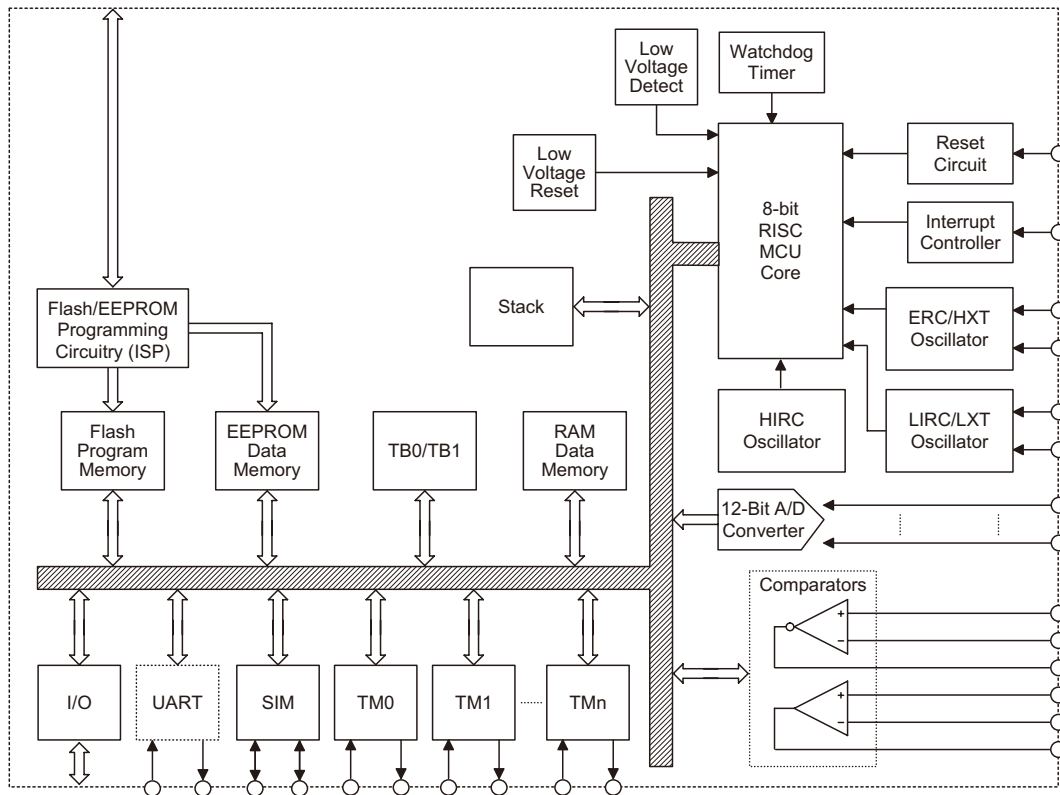 Low
Voltage
Detect
Watchdog
Timer
Low
Voltage
Reset
8-bit
RISC
MCU
Core
Reset
Circuit
Interrupt
Controller
Stack
Flash/EEPROM
Programming
Circuitry (ISP)
ERC/HXT
Oscillator
HIRC
Oscillator
LIRC/LXT
Oscillator
Flash
Program
Memory
EEPROM
Data
Memory
TB0/TB1
RAM
Data
Memory
12-Bit A/D
Converter
Comparators
+
−
+
−
I/O
UART
SIM
TM0
TM1
TMn